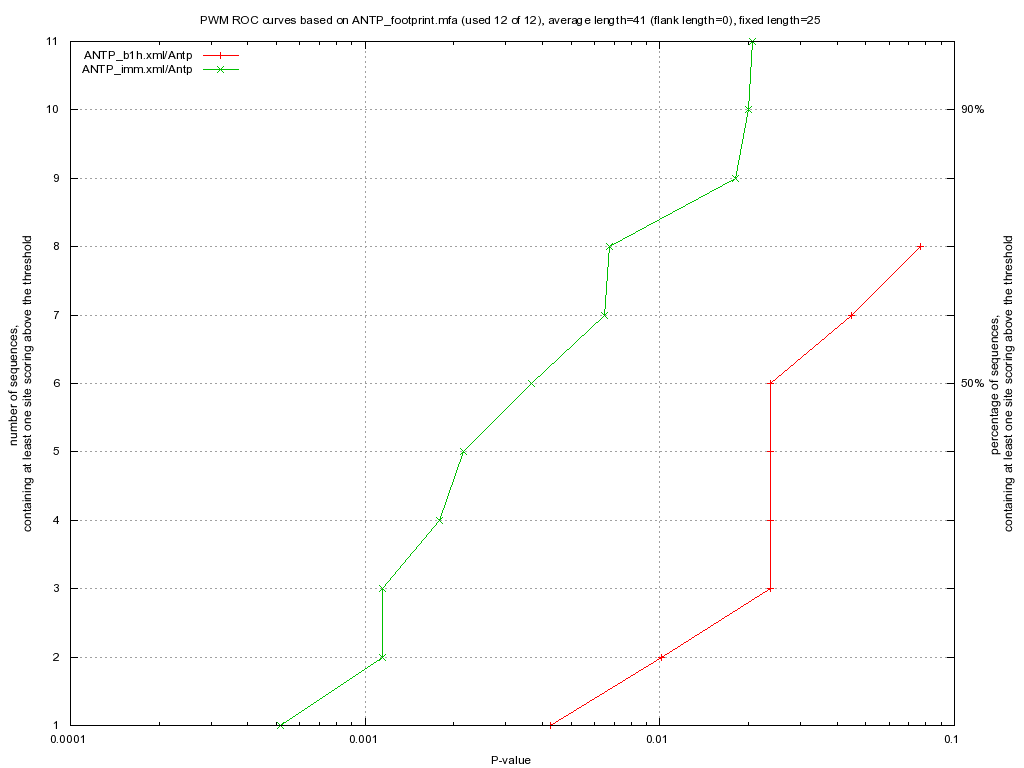 PWM ROC curves based on ANTP_footprint.mfa (used 12 of 12), average length=41 (flank length=0), fixed length=25
ANTP_b1h.xml/Antp
ANTP_imm.xml/Antp
11
10
9
8
7
6
5
4
3
2
1
90%
50%
number of sequences,
containing at least one site scoring above the threshold
percentage of sequences,
containing at least one site scoring above the threshold
0.0001
0.001
0.01
0.1
P-value